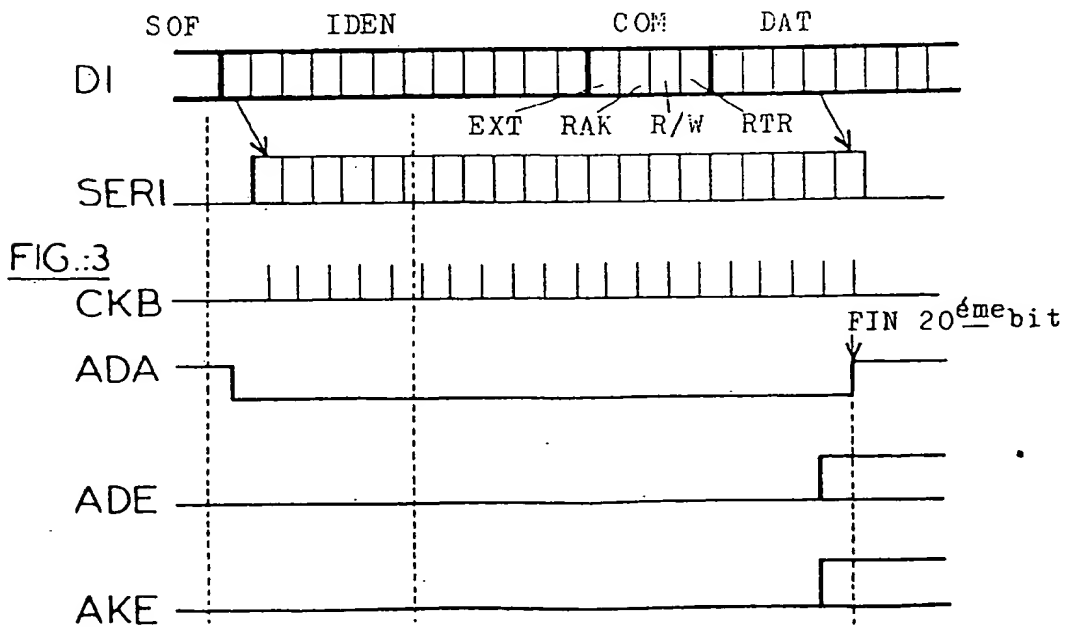 SOF IDEN COM DAT
DI
EXT RAK R/W RTR
SERI
FIG.:3
CKB
FIN 20éme bit
ADA
ADE
AKE